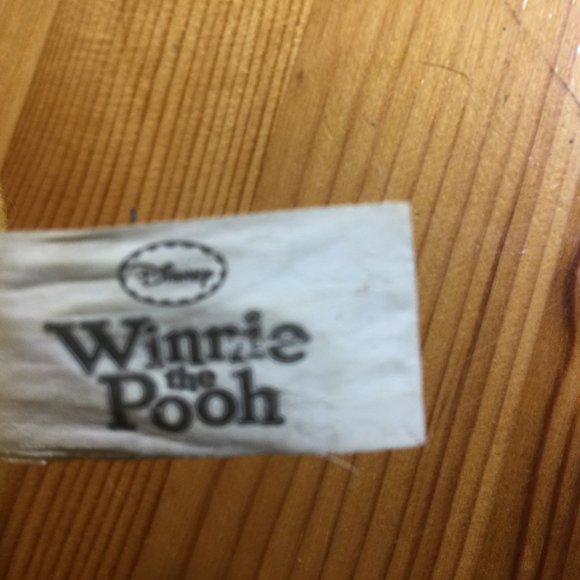 Disney
Winnie
the
Pooh